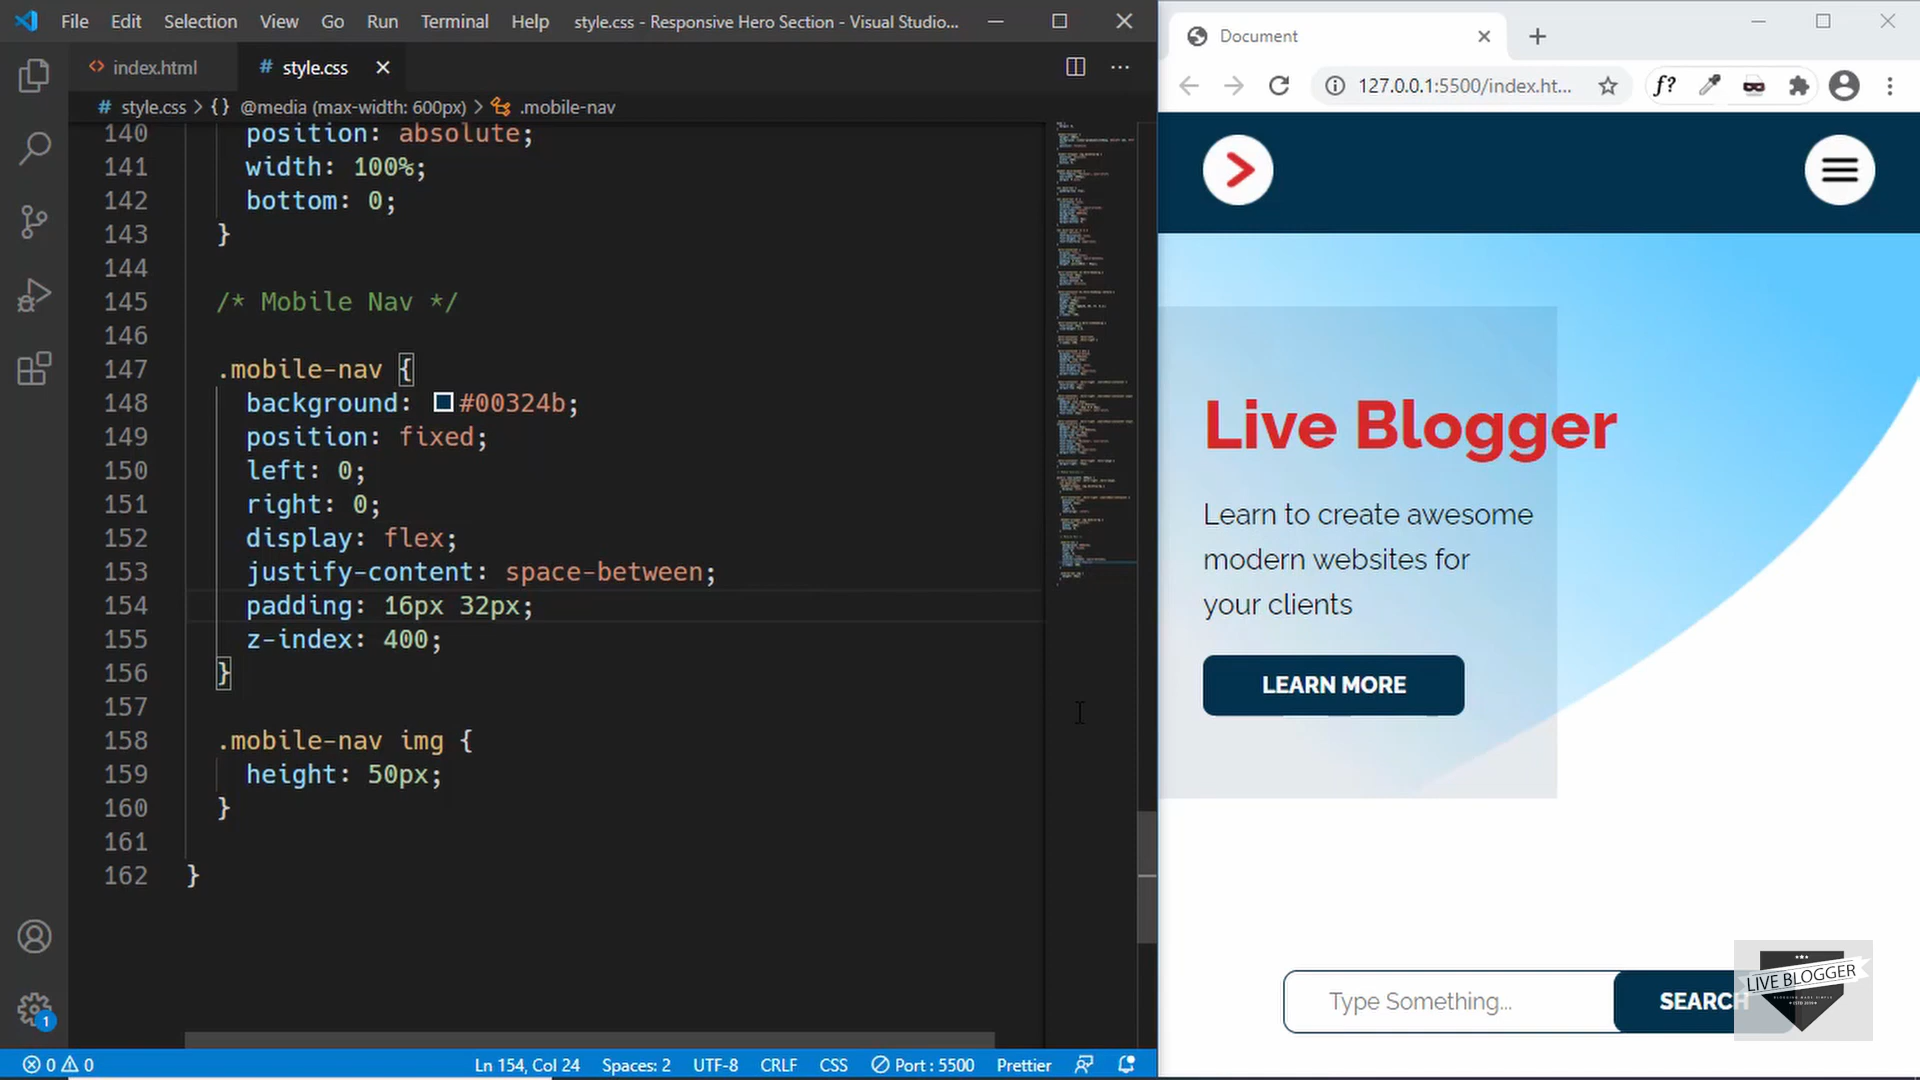 File Edit Selection View Go Run Terminal Help style.css - Responsive Hero Section - Visual Studio...
index.html
# style.css
# style.css > {} @media (max-width: 600px) > .mobile-nav
140 position: absolute;
141 width: 100%;
142 bottom: 0;
143 }
144
145 /* Mobile Nav */
146
147 .mobile-nav {
148 background: #00324b;
149 position: fixed;
150 left: 0;
151 right: 0;
152 display: flex;
153 justify-content: space-between;
154 padding: 16px 32px;
155 z-index: 400;
156 }
157
158 .mobile-nav img {
159 height: 50px;
160 }
161
162 }
1
0 0 Ln 154, Col 24 Spaces: 2 UTF-8 CRLF CSS Port : 5500 Prettier
Document
127.0.0.1:5500/index.ht...
f?
Live Blogger
Learn to create awesome
modern websites for
your clients
LEARN MORE
Type Something...
SEARCH
LIVE BLOGGER